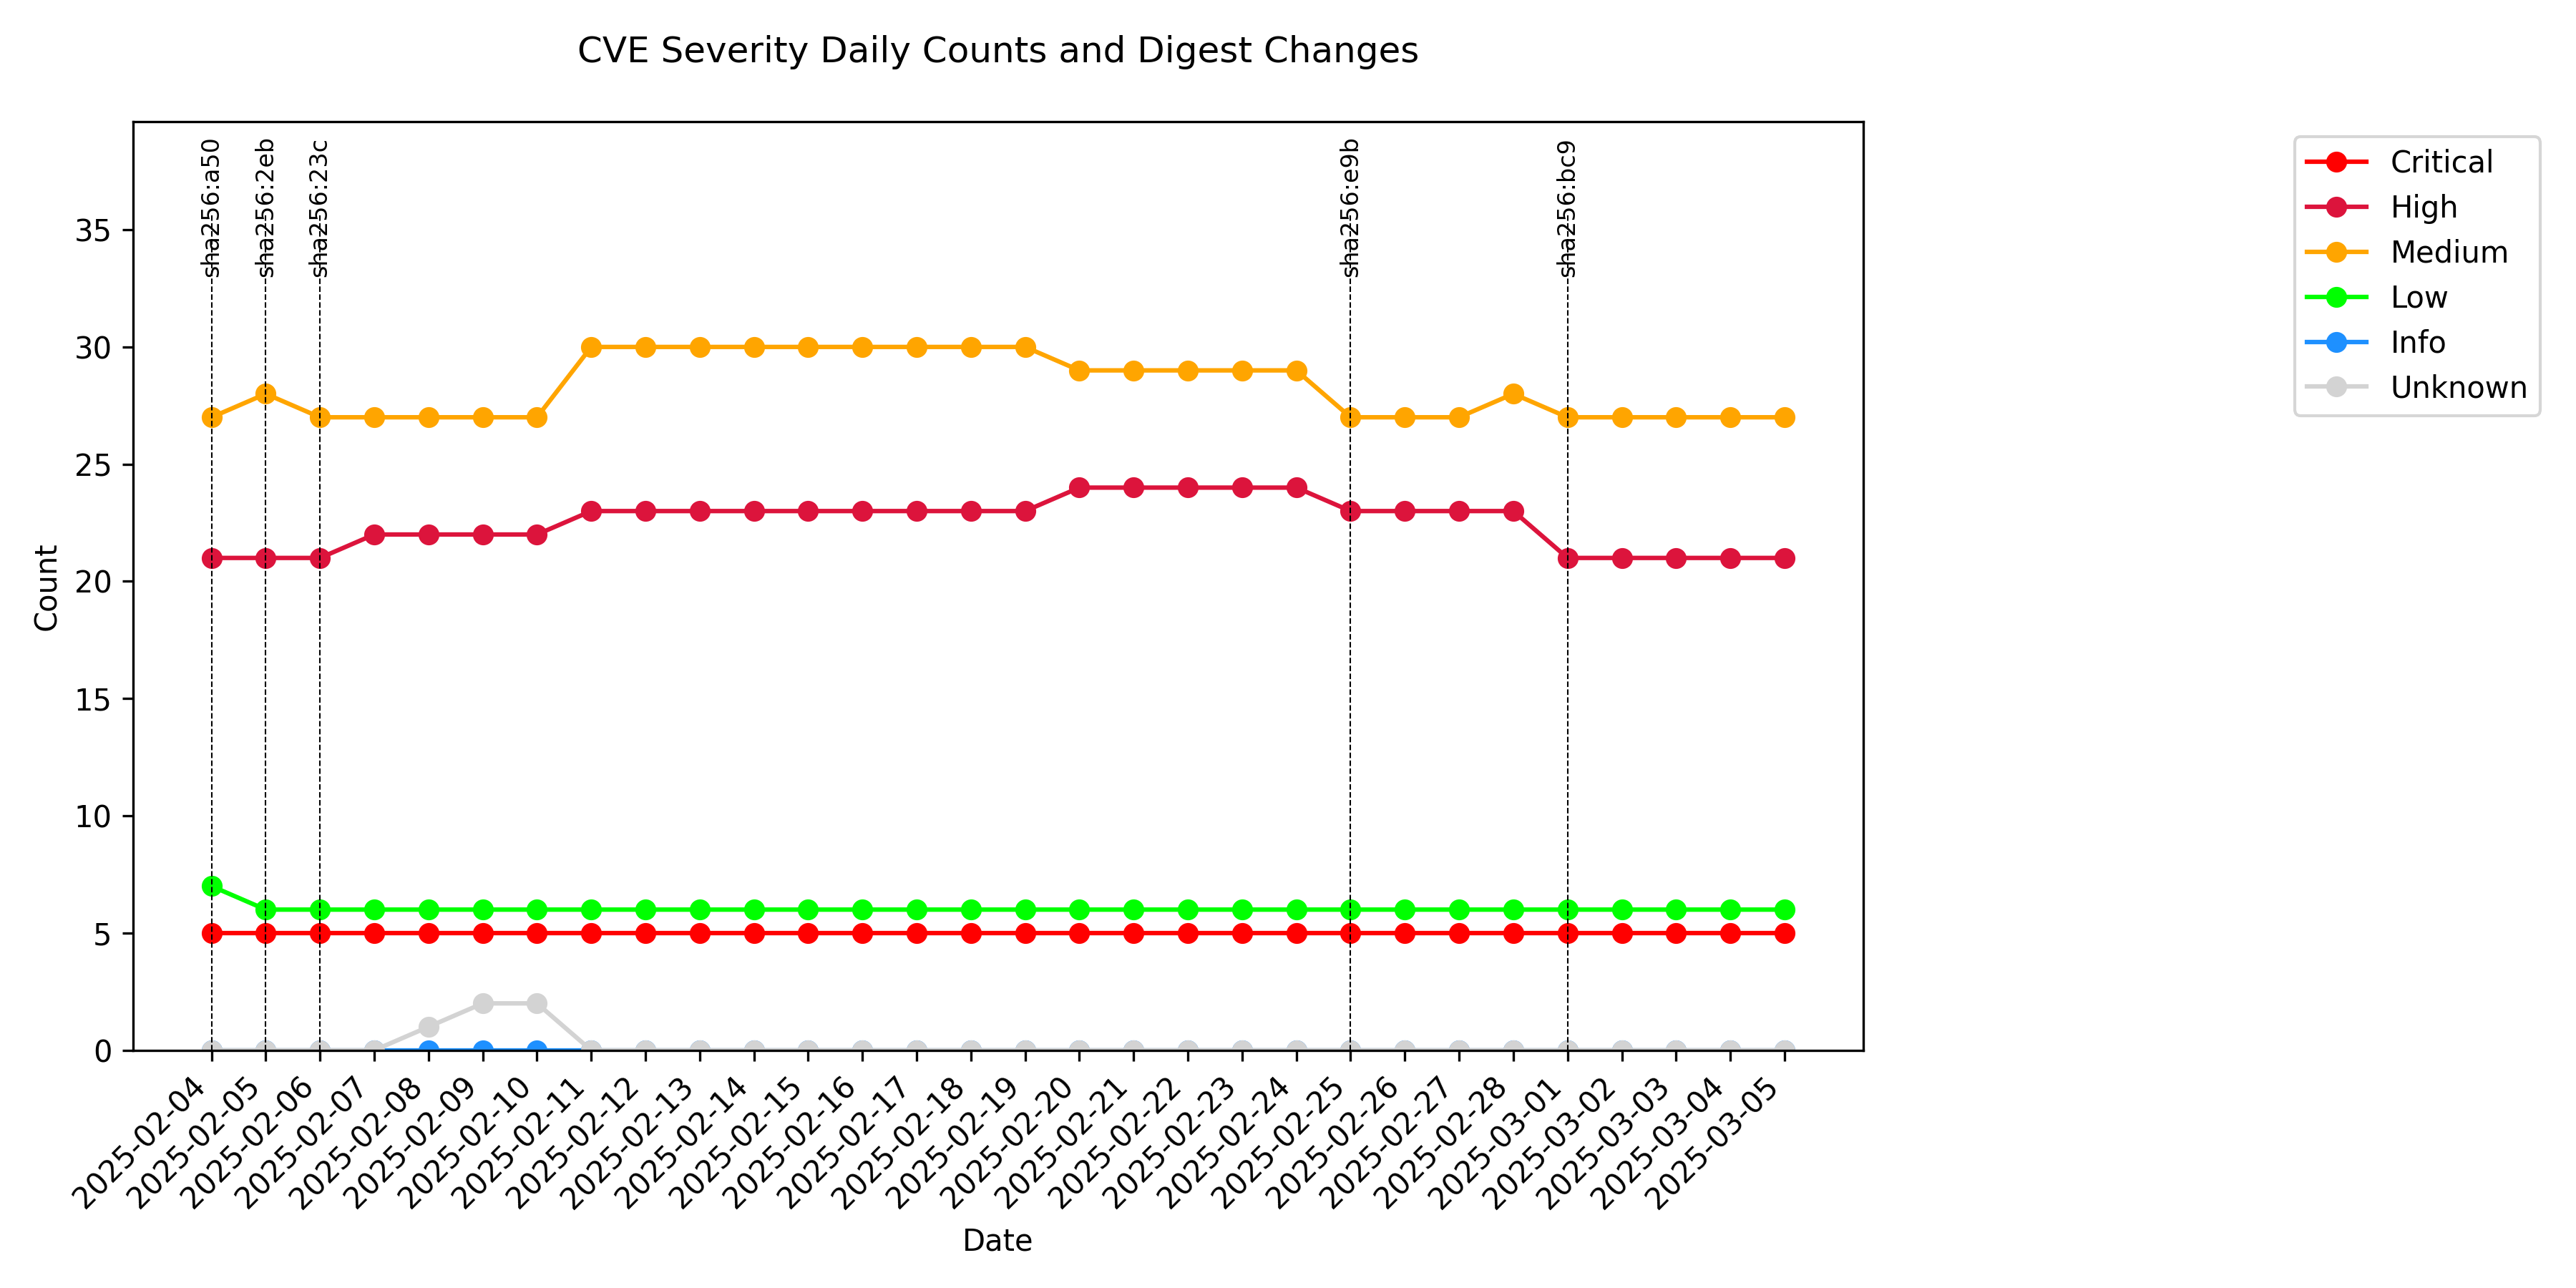 CVE Severity Daily Counts and Digest Changes
sha256:a50
sha256:2eb
sha256:23c
sha256:e9b
sha256:bc9
Critical
High
Medium
Low
Info
Unknown
Count
35
30
25
20
15
10
5
0
2025-02-04
2025-02-05
2025-02-06
2025-02-07
2025-02-08
2025-02-09
2025-02-10
2025-02-11
2025-02-12
2025-02-13
2025-02-14
2025-02-15
2025-02-16
2025-02-17
2025-02-18
2025-02-19
2025-02-20
2025-02-21
2025-02-22
2025-02-23
2025-02-24
2025-02-25
2025-02-26
2025-02-27
2025-02-28
2025-03-01
2025-03-02
2025-03-03
2025-03-04
2025-03-05
Date